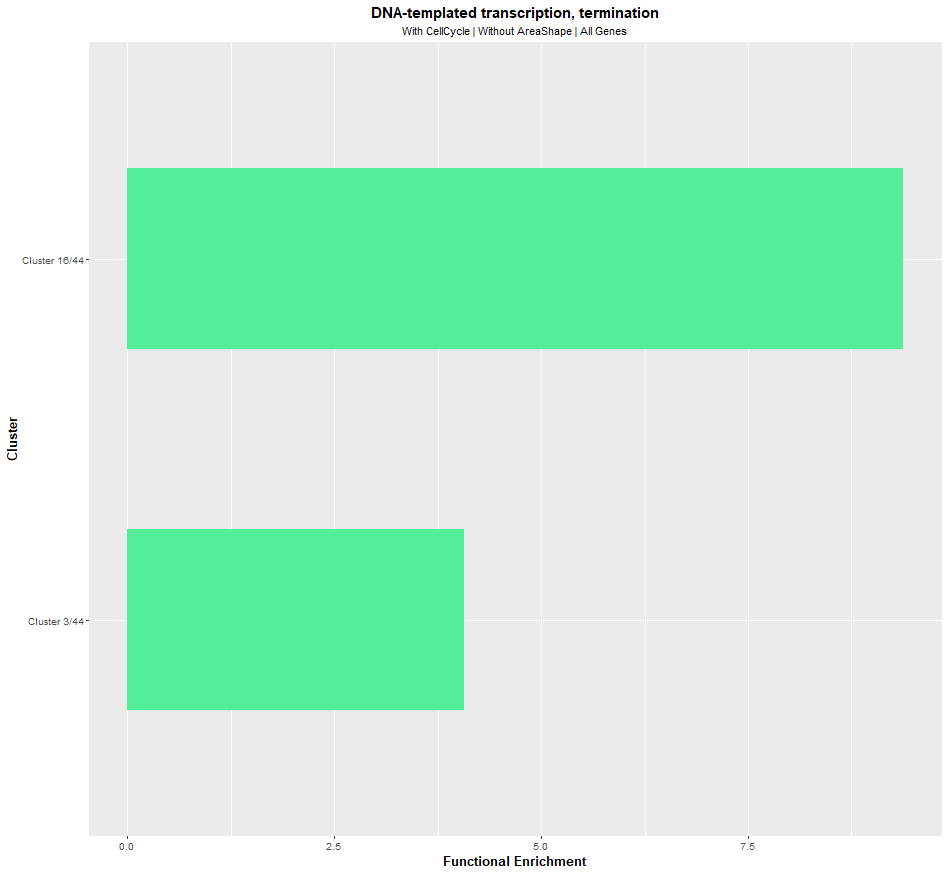 DNA-templated transcription, termination
With CellCycle | Without AreaShape | All Genes
Cluster 16/44
Cluster
Cluster 3/44
0.0 2.5 5.0 7.5
Functional Enrichment